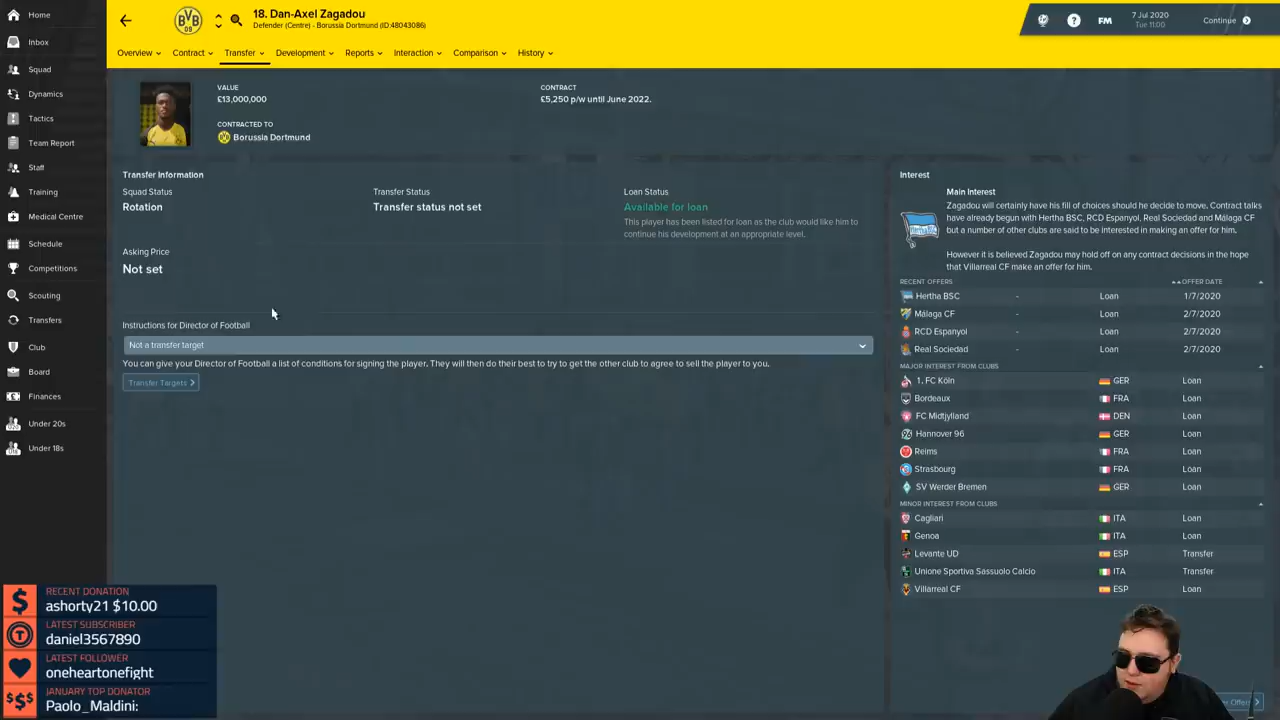 Home
Inbox
Squad
Dynamics
Tactics
Team Report
Staff
Training
Medical Centre
Schedule
Competitions
Scouting
Transfers
Club
Board
Finances
Under 20s
Under 18s
BVB
09
18. Dan-Axel Zagadou
Defender (Centre) - Borussia Dortmund (ID:48043086)
FM
7 Jul 2020
Tue 11:00
Continue
Overview
Contract
Transfer
Development
Reports
Interaction
Comparison
History
VALUE
£13,000,000
CONTRACT
£5,250 p/w until June 2022.
CONTRACTED TO
Borussia Dortmund
Transfer Information
Squad Status
Rotation
Transfer Status
Transfer status not set
Loan Status
Available for loan
This player has been listed for loan as the club would like him to
continue his development at an appropriate level.
Asking Price
Not set
Instructions for Director of Football
Not a transfer target
You can give your Director of Football a list of conditions for signing the player. They will then do their best to try to get the other club to agree to sell the player to you.
Transfer Targets
Interest
Main Interest
Zagadou will certainly have his fill of choices should he decide to move. Contract talks
have already begun with Hertha BSC, RCD Espanyol, Real Sociedad and Málaga CF
but a number of other clubs are said to be interested in making an offer for him.
However it is believed Zagadou may hold off on any contract decisions in the hope
that Villarreal CF make an offer for him.
RECENT OFFERS OFFER DATE
Hertha BSC - Loan 1/7/2020
Málaga CF - Loan 2/7/2020
RCD Espanyol - Loan 2/7/2020
Real Sociedad - Loan 2/7/2020
MAJOR INTEREST FROM CLUBS
1. FC Köln GER Loan
Bordeaux FRA Loan
FC Midtjylland DEN Loan
Hannover 96 GER Loan
Reims FRA Loan
Strasbourg FRA Loan
SV Werder Bremen GER Loan
MINOR INTEREST FROM CLUBS
Cagliari ITA Loan
Genoa ITA Loan
Levante UD ESP Transfer
Unione Sportiva Sassuolo Calcio ITA Transfer
Villarreal CF ESP Loan
RECENT DONATION
ashorty21 $10.00
LATEST SUBSCRIBER
daniel3567890
LATEST FOLLOWER
oneheartonefight
JANUARY TOP DONATOR
Paolo_Maldini: